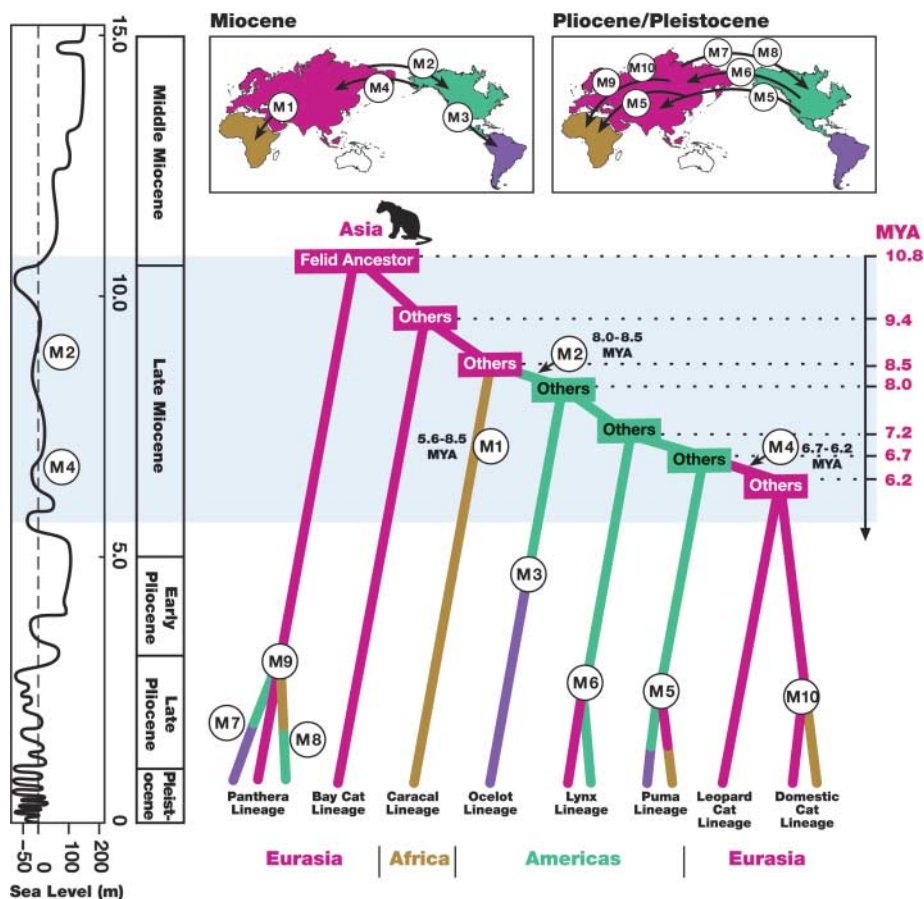 Miocene
Pliocene/Pleistocene
M1
M2
M4
M3
M7
M8
M9
M10
M6
M5
M5
15.0
10.0
5.0
0
Middle Miocene
Late Miocene
Early
Pliocene
Late
Pliocene
Pleist-
ocene
M2
M4
−50
0
100
200
Sea Level (m)
Asia
MYA
Felid Ancestor
10.8
Others
9.4
8.0-8.5
MYA
M2
Others
8.5
Others
8.0
5.6-8.5
MYA
M1
Others
7.2
M4
6.7-6.2
MYA
Others
6.7
Others
6.2
M3
M9
M6
M5
M10
M7
M8
Panthera
Lineage
Bay Cat
Lineage
Caracal
Lineage
Ocelot
Lineage
Lynx
Lineage
Puma
Lineage
Leopard
Cat
Lineage
Domestic
Cat
Lineage
Eurasia
Africa
Americas
Eurasia